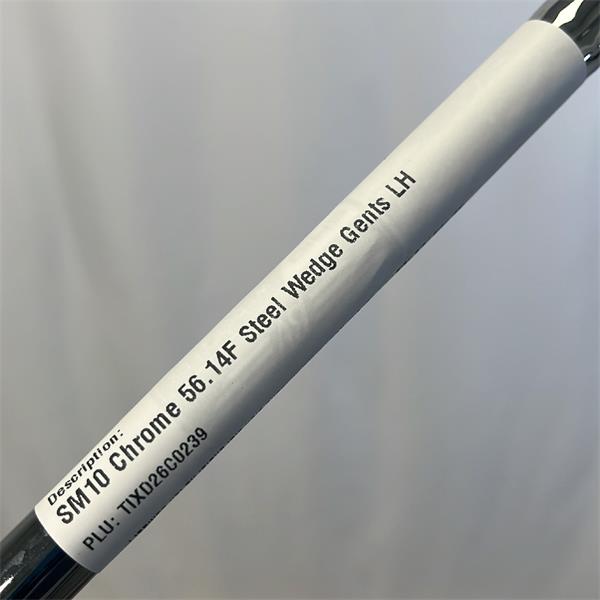 Description:
SM10 Chrome 56.14F Steel Wedge Gents LH
PLU: TIXD26C0239